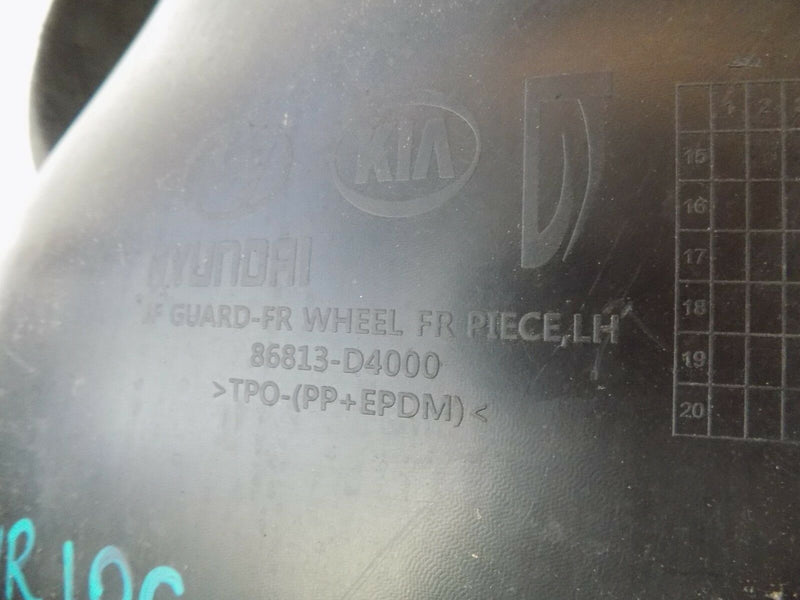 KIA
HYUNDAI
JF GUARD-FR WHEEL FR PIECE,LH
86813-D4000
>TPO-(PP+EPDM)<
1 2
15
16
17
18
19
20